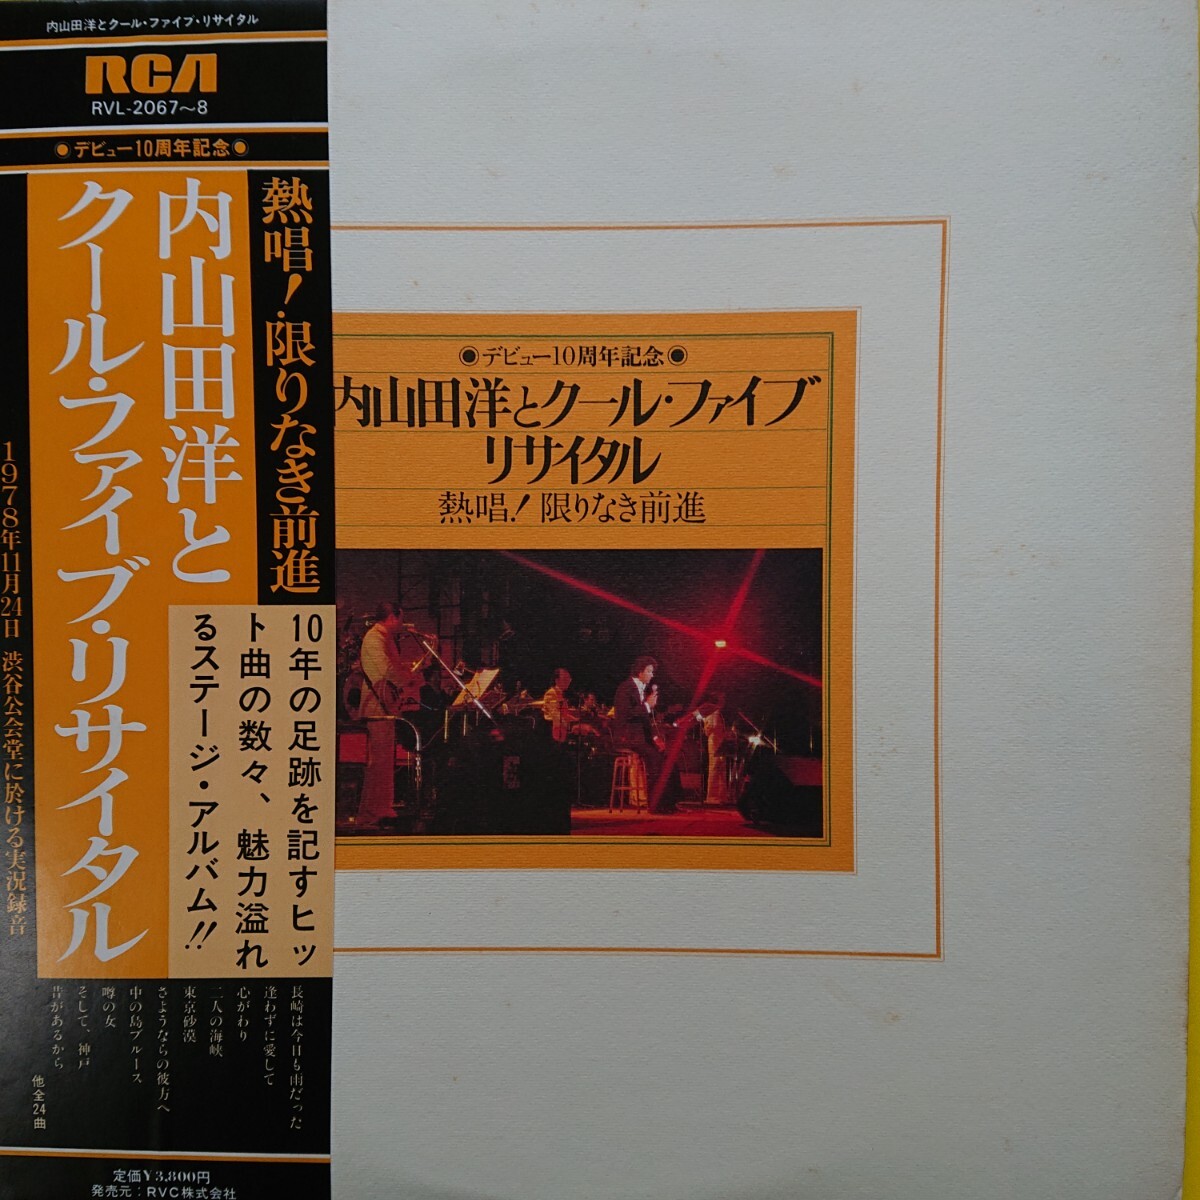 内山田洋とクール・ファイブ・リサイタル
RCA
RVL-2067~8
◉デビュー10周年記念◉
熱唱!限りなき前進
内山田洋と
クール・ファイブ・リサイタル
1978年11月24日 渋谷公会堂に於ける実況録音
10年の足跡を記すヒッ
ト曲の数々、魅力溢れ
るステージ・アルバム!!
長崎は今日も雨だった
逢わずに愛して
心がわり
二人の海峡
東京砂漠
さようならの彼方へ
中の島ブルース
噂の女
そして、神戸
昔があるから
他全24曲
定価¥3,800円
発売元:RVC株式会社
◉デビュー10周年記念◉
内山田洋とクール・ファイブ
リサイタル
熱唱!限りなき前進